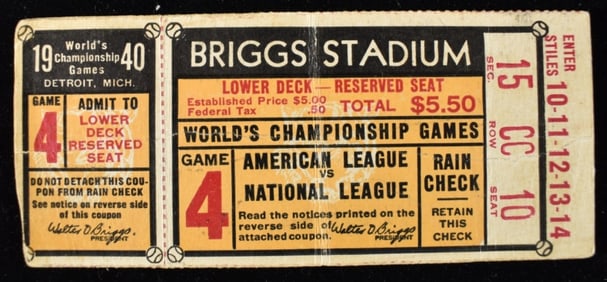 19 World's Championship Games 40
DETROIT, MICH.
GAME
4
ADMIT TO
LOWER
DECK
RESERVED
SEAT
DO NOT DETACH THIS COU-
PON FROM RAIN CHECK
See notice on reverse
side of this coupon
Walter O. Briggs
PRESIDENT
BRIGGS STADIUM
LOWER DECK—RESERVED SEAT
Established Price $5.00
Federal Tax .50
TOTAL $5.50
WORLD'S CHAMPIONSHIP GAMES
GAME
4
AMERICAN LEAGUE
VS
NATIONAL LEAGUE
Read the notices printed on the
reverse side of
attached coupon.
Walter O. Briggs
PRESIDENT
RAIN
CHECK
RETAIN
THIS
CHECK
SEC. 15
ROW CC
SEAT 10
ENTER
STILES 10-11-12-13-14